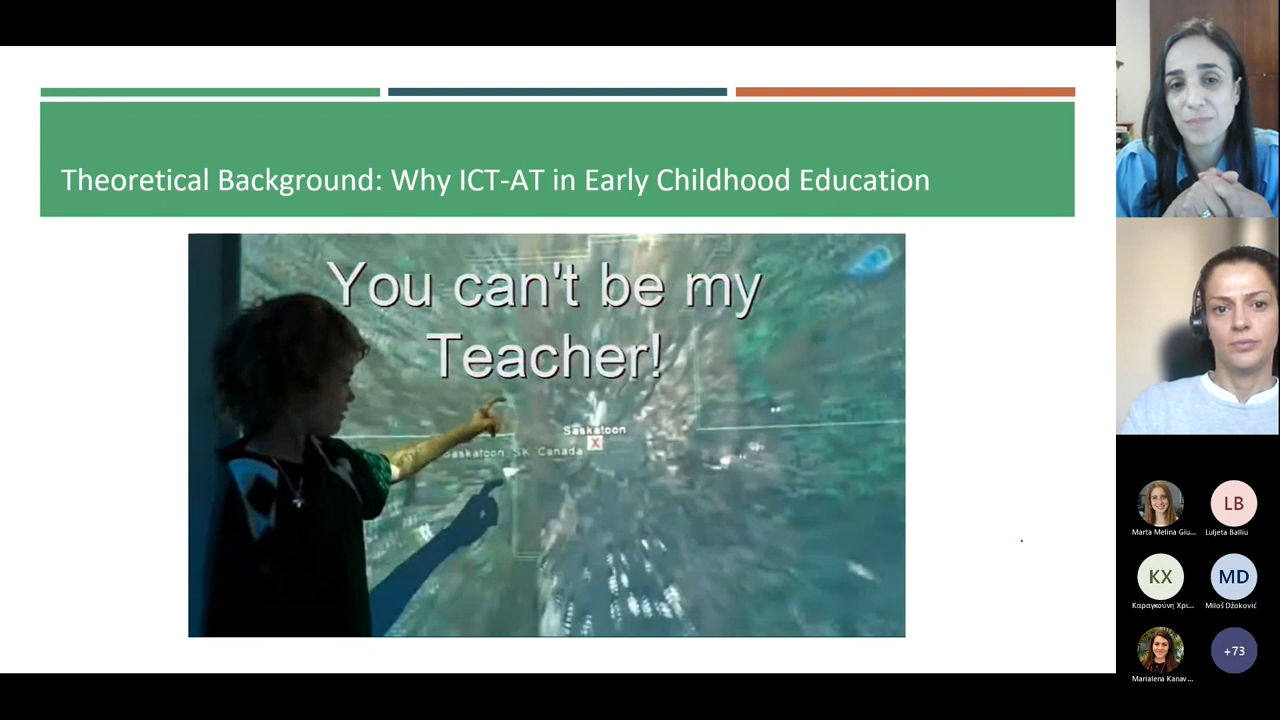 Theoretical Background: Why ICT-AT in Early Childhood Education
You can't be my
Teacher!
Saskatoon
X
Saskatoon, SK Canada
Marta Melina Giu...
LB
Luljeta Balliu
KX
Καραγκούνη Χρι...
MD
Miloš Džoković
Marialena Kanav...
+73